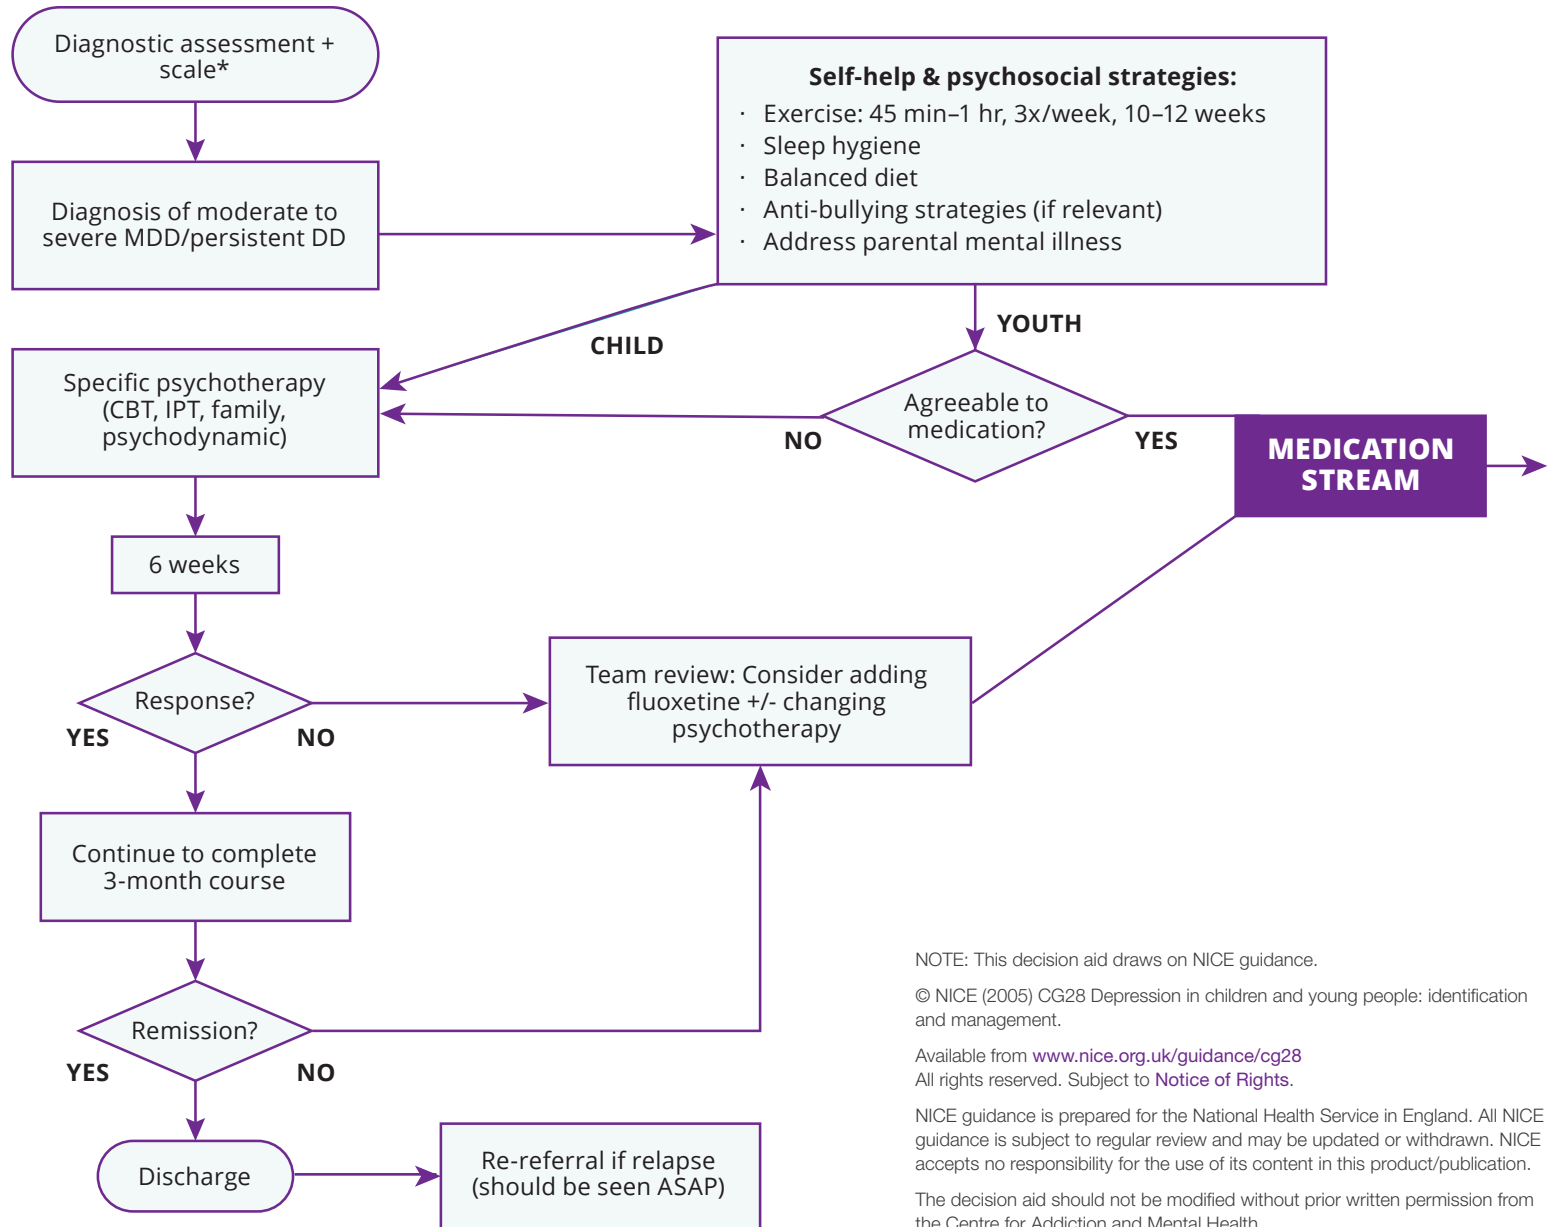 Diagnostic assessment +
scale*
Diagnosis of moderate to
severe MDD/persistent DD
Self-help & psychosocial strategies:
· Exercise: 45 min–1 hr, 3x/week, 10–12 weeks
· Sleep hygiene
· Balanced diet
· Anti-bullying strategies (if relevant)
· Address parental mental illness
CHILD
YOUTH
Specific psychotherapy
(CBT, IPT, family,
psychodynamic)
Agreeable to
medication?
NO
YES
MEDICATION
STREAM
6 weeks
Response?
YES
NO
Team review: Consider adding
fluoxetine +/- changing
psychotherapy
Continue to complete
3-month course
Remission?
YES
NO
Discharge
Re-referral if relapse
(should be seen ASAP)
NOTE: This decision aid draws on NICE guidance.
© NICE (2005) CG28 Depression in children and young people: identification
and management.
Available from www.nice.org.uk/guidance/cg28
All rights reserved. Subject to Notice of Rights.
NICE guidance is prepared for the National Health Service in England. All NICE
guidance is subject to regular review and may be updated or withdrawn. NICE
accepts no responsibility for the use of its content in this product/publication.
The decision aid should not be modified without prior written permission from
the Centre for Addiction and Mental Health.